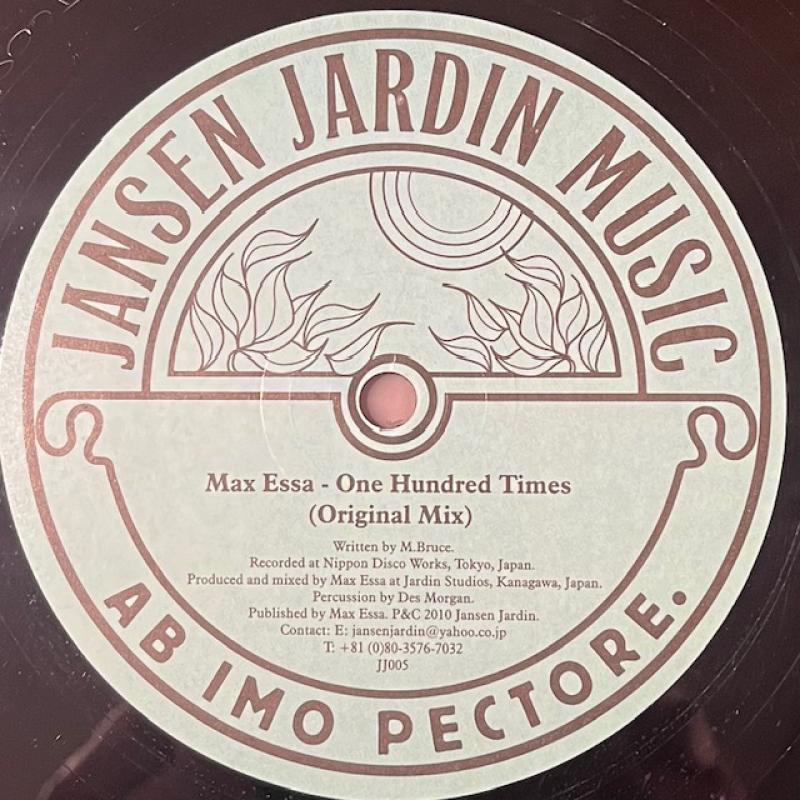 JANSEN JARDIN MUSIC
Max Essa - One Hundred Times
(Original Mix)
Written by M.Bruce.
Recorded at Nippon Disco Works, Tokyo, Japan.
Produced and mixed by Max Essa at Jardin Studios, Kanagawa, Japan.
Percussion by Des Morgan.
Published by Max Essa. P&C 2010 Jansen Jardin.
Contact: E: jansenjardin@yahoo.co.jp
T: +81 (0)80-3576-7032
JJ005
AB IMO PECTORE.